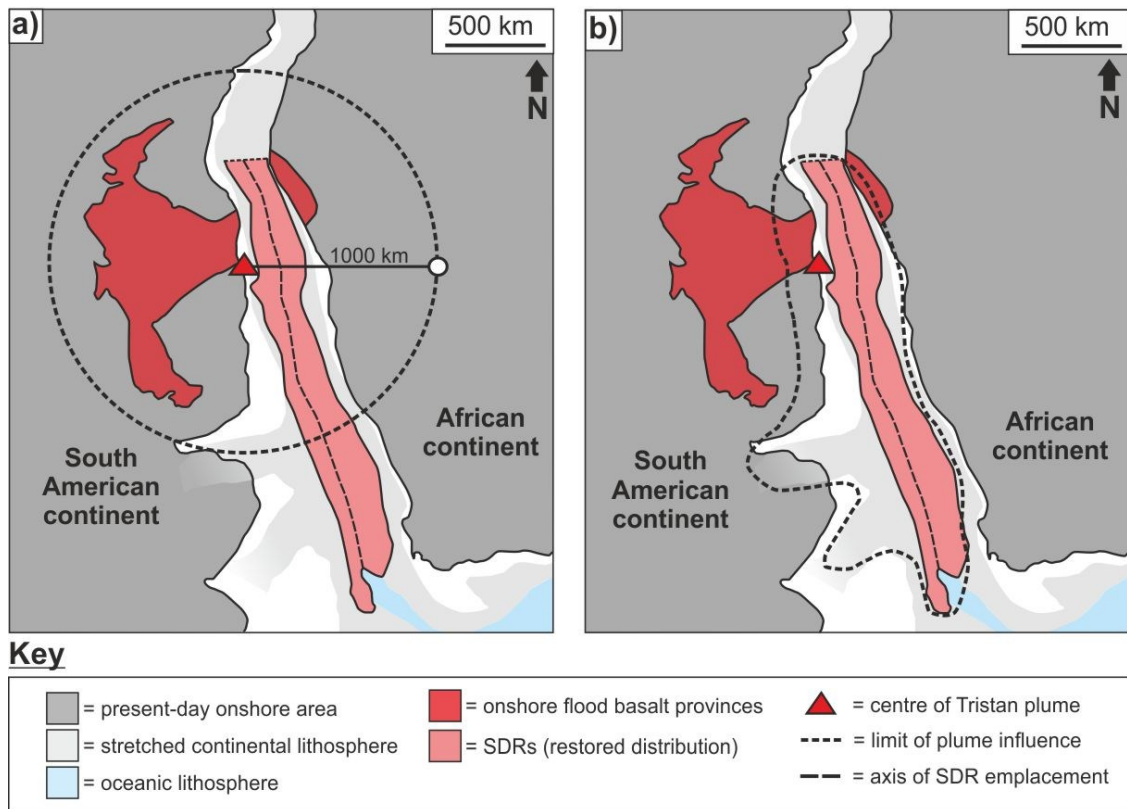 a)
500 km
N
1000 km
African
continent
South
American
continent
b)
500 km
N
African
continent
South
American
continent
Key
= present-day onshore area
= stretched continental lithosphere
= oceanic lithosphere
= onshore flood basalt provinces
= SDRs (restored distribution)
= centre of Tristan plume
= limit of plume influence
= axis of SDR emplacement